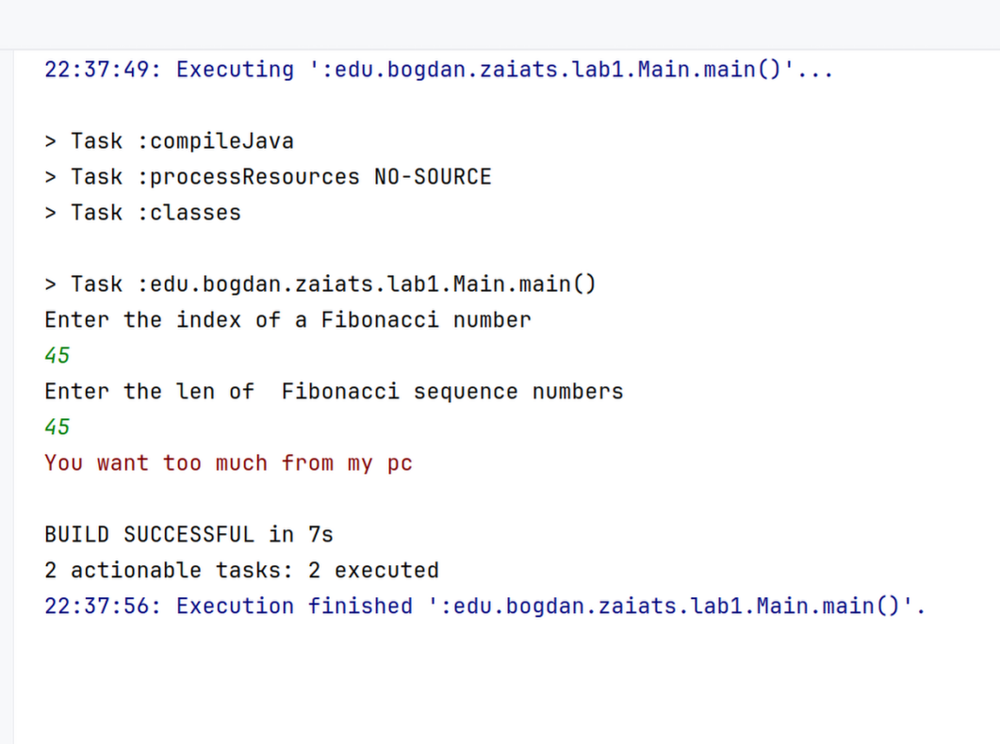 22:37:49: Executing ':edu.bogdan.zaiats.lab1.Main.main()'...
> Task :compileJava
> Task :processResources NO-SOURCE
> Task :classes
> Task :edu.bogdan.zaiats.lab1.Main.main()
Enter the index of a Fibonacci number
45
Enter the len of  Fibonacci sequence numbers
45
You want too much from my pc
BUILD SUCCESSFUL in 7s
2 actionable tasks: 2 executed
22:37:56: Execution finished ':edu.bogdan.zaiats.lab1.Main.main()'.